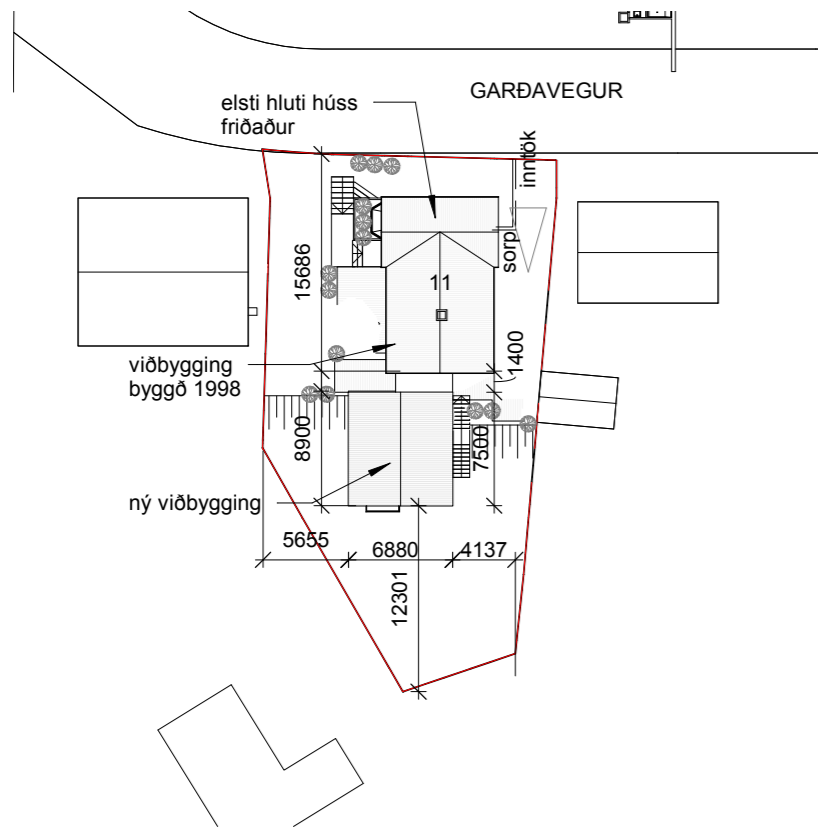 GARÐAVEGUR
elsti hluti húss
friðaður
inntök
sorp
15686
11
1400
viðbygging
byggð 1998
8900
7500
ný viðbygging
5655
6880
4137
12301